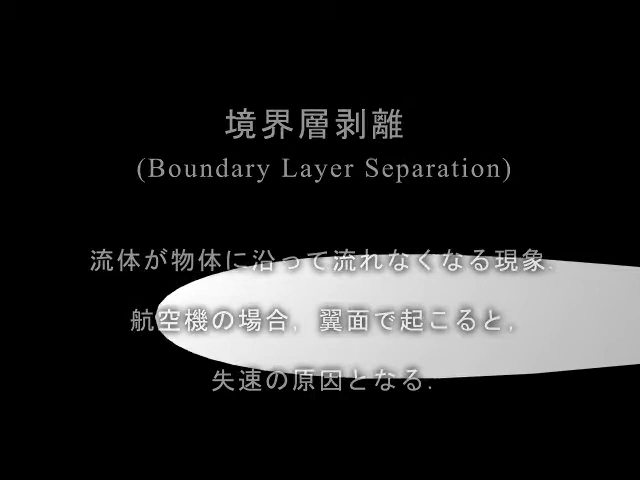 境界層剥離
(Boundary Layer Separation)
流体が物体に沿って流れなくなる現象.
航空機の場合, 翼面で起こると,
失速の原因となる.